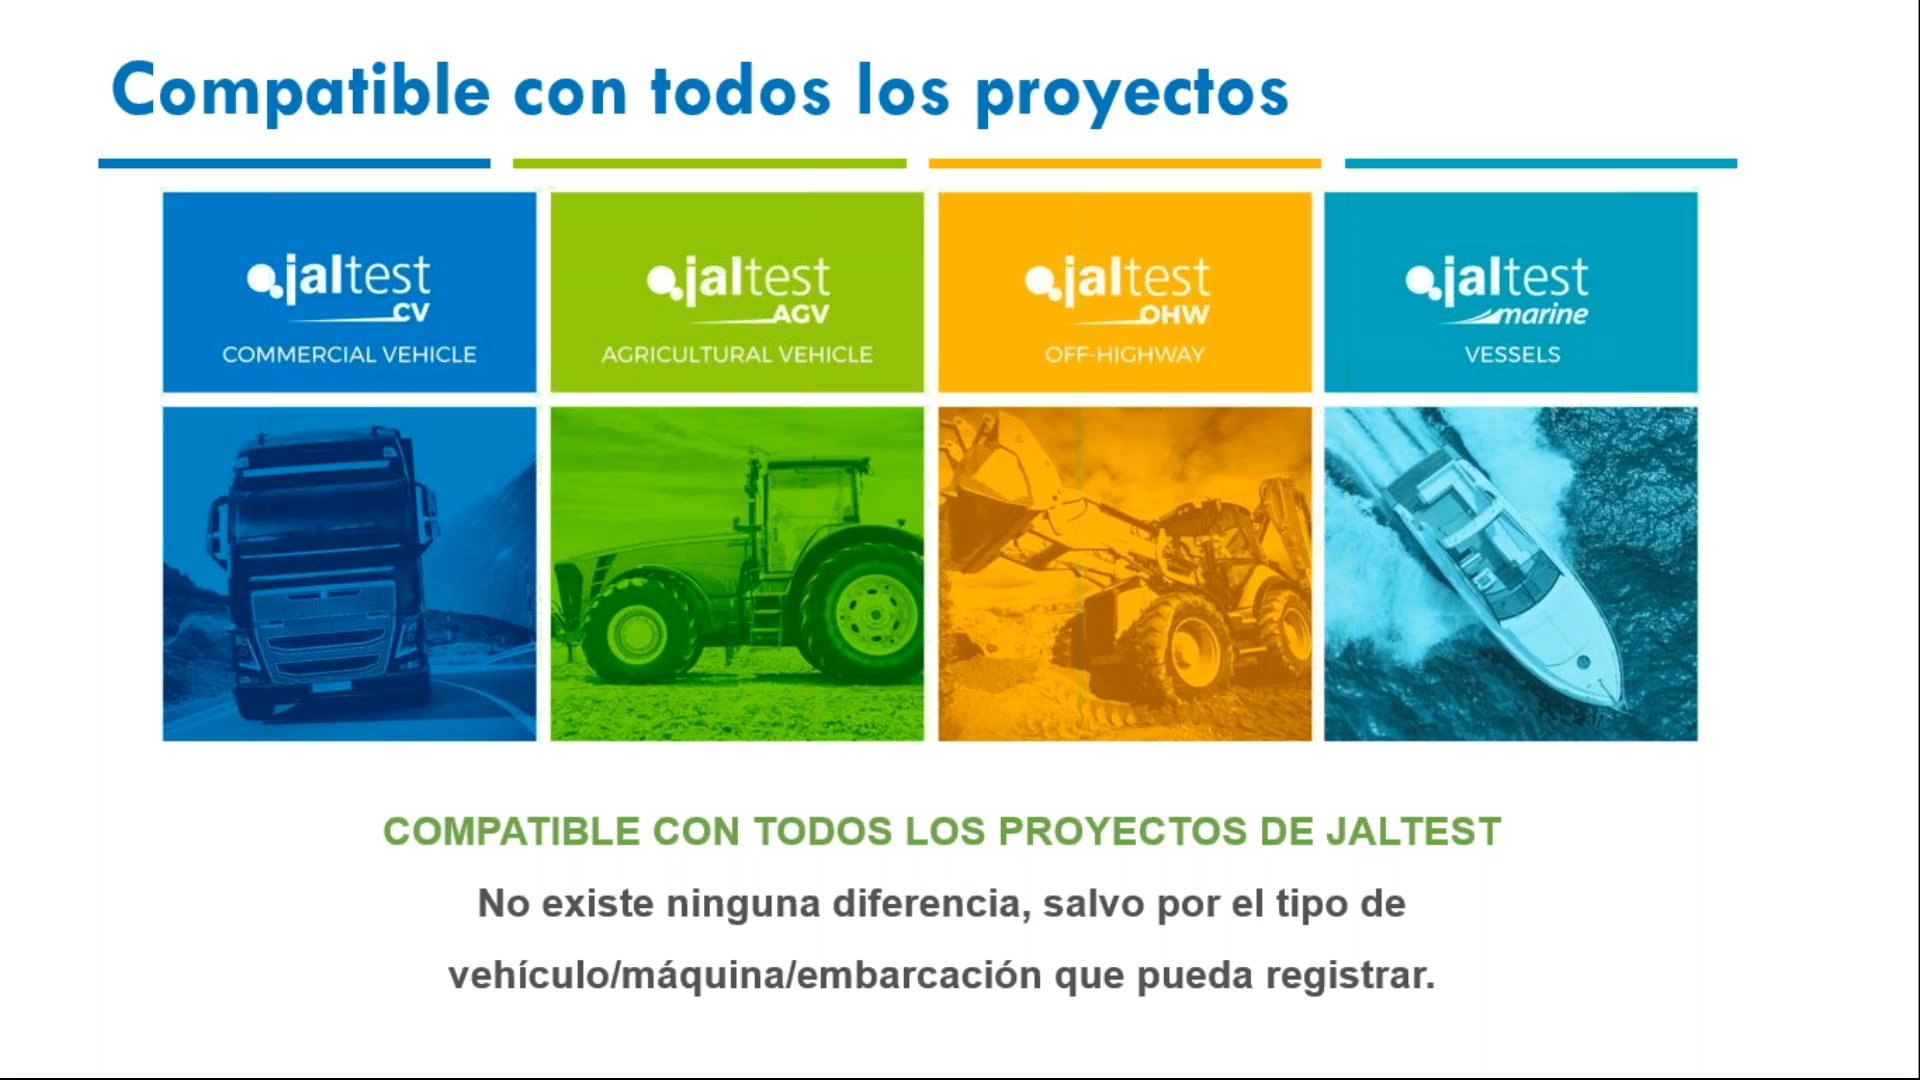 Compatible con todos los proyectos
jaltest
CV
COMMERCIAL VEHICLE
jaltest
AGV
AGRICULTURAL VEHICLE
jaltest
OHW
OFF-HIGHWAY
jaltest
marine
VESSELS
COMPATIBLE CON TODOS LOS PROYECTOS DE JALTEST
No existe ninguna diferencia, salvo por el tipo de
vehículo/máquina/embarcación que pueda registrar.